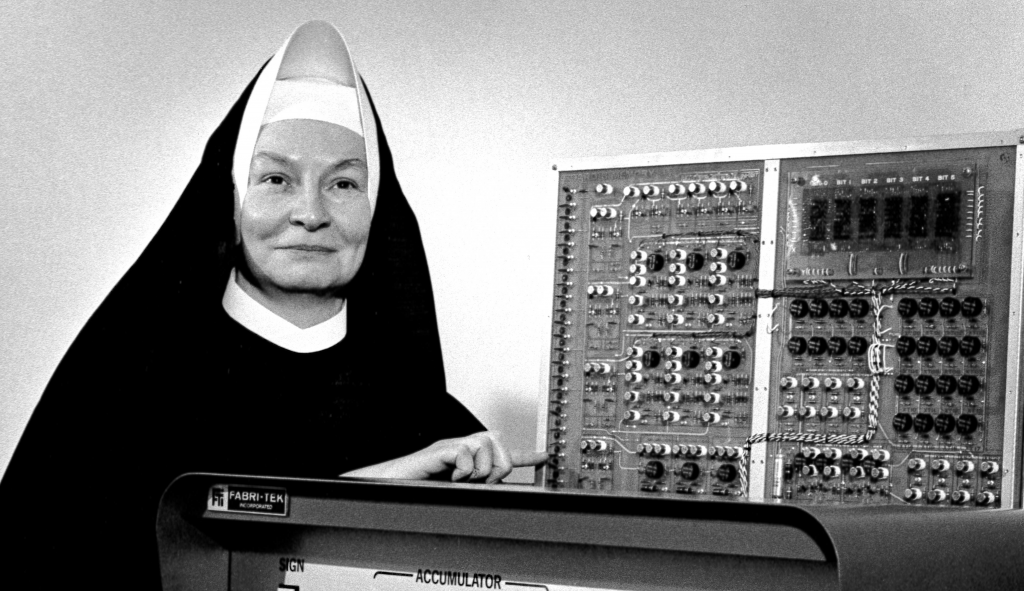 BIT 1 BIT 2 BIT 3 BIT 4 BIT 5
FABRI-TEK
INCORPORATED
SIGN
ACCUMULATOR